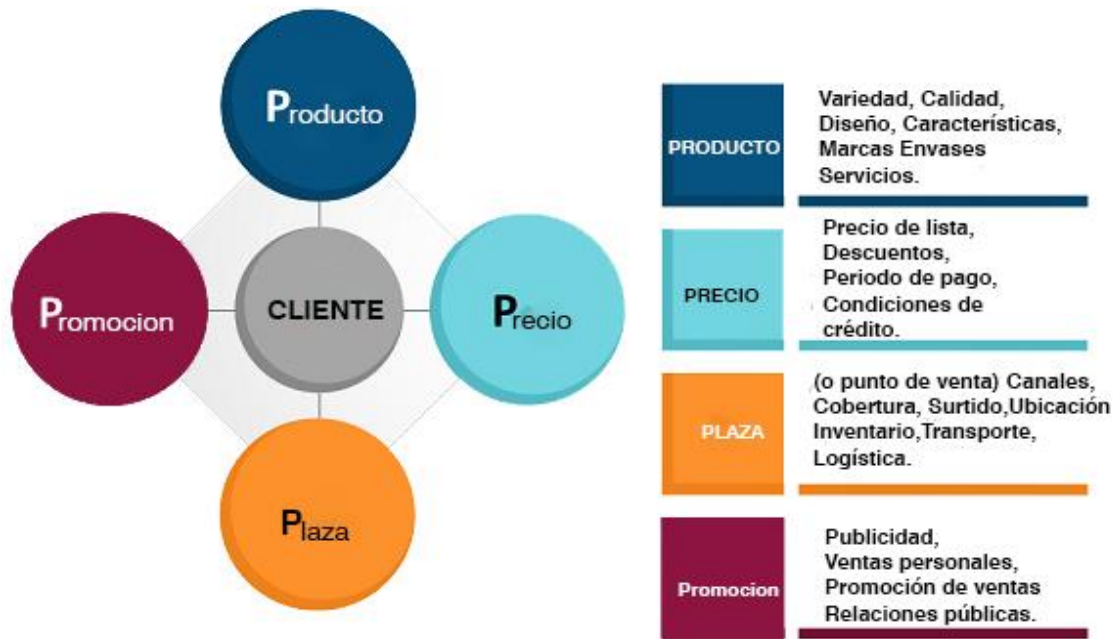 Producto
Promocion
CLIENTE
Precio
Plaza
PRODUCTO
Variedad, Calidad,
Diseño, Características,
Marcas Envases
Servicios.
PRECIO
Precio de lista,
Descuentos,
Periodo de pago,
Condiciones de
crédito.
PLAZA
(o punto de venta) Canales,
Cobertura, Surtido,Ubicación
Inventario,Transporte,
Logística.
Promocion
Publicidad,
Ventas personales,
Promoción de ventas
Relaciones públicas.